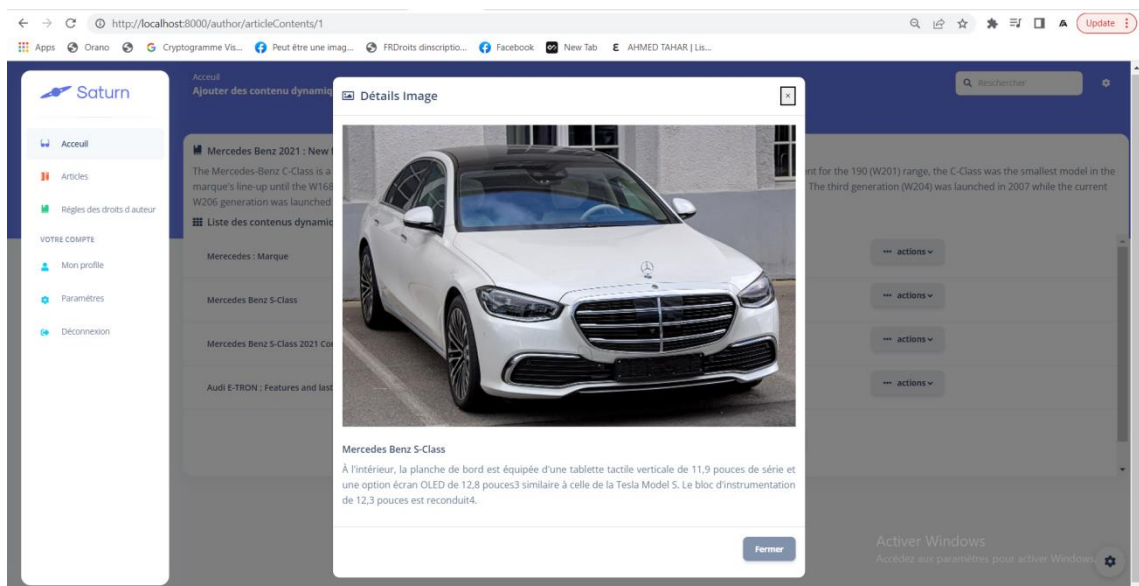 http://localhost:8000/author/articleContents/1
Update
Apps
Orano
Cryptogramme Vis...
Peut être une imag...
FRDroits dinscriptio...
Facebook
New Tab
AHMED TAHAR | Lis...
Saturn
Acceuil
Articles
Régles des droits d auteur
VOTRE COMPTE
Mon profile
Paramètres
Déconnexion
Acceuil
Ajouter des contenu dynamiq
Reschercher
Mercedes Benz 2021 : New f
The Mercedes-Benz C-Class is a
marque's line-up until the W168
W206 generation was launched
nt for the 190 (W201) range, the C-Class was the smallest model in the
The third generation (W204) was launched in 2007 while the current
Liste des contenus dynamic
Merecedes : Marque
actions
Mercedes Benz S-Class
actions
Mercedes Benz S-Class 2021 Co
actions
Audi E-TRON : Features and last
actions
Détails Image
×
Mercedes Benz S-Class
À l'intérieur, la planche de bord est équipée d'une tablette tactile verticale de 11,9 pouces de série et
une option écran OLED de 12,8 pouces3 similaire à celle de la Tesla Model S. Le bloc d'instrumentation
de 12,3 pouces est reconduit4.
Fermer
Activer Windows
Accédez aux paramètres pour activer Windows.